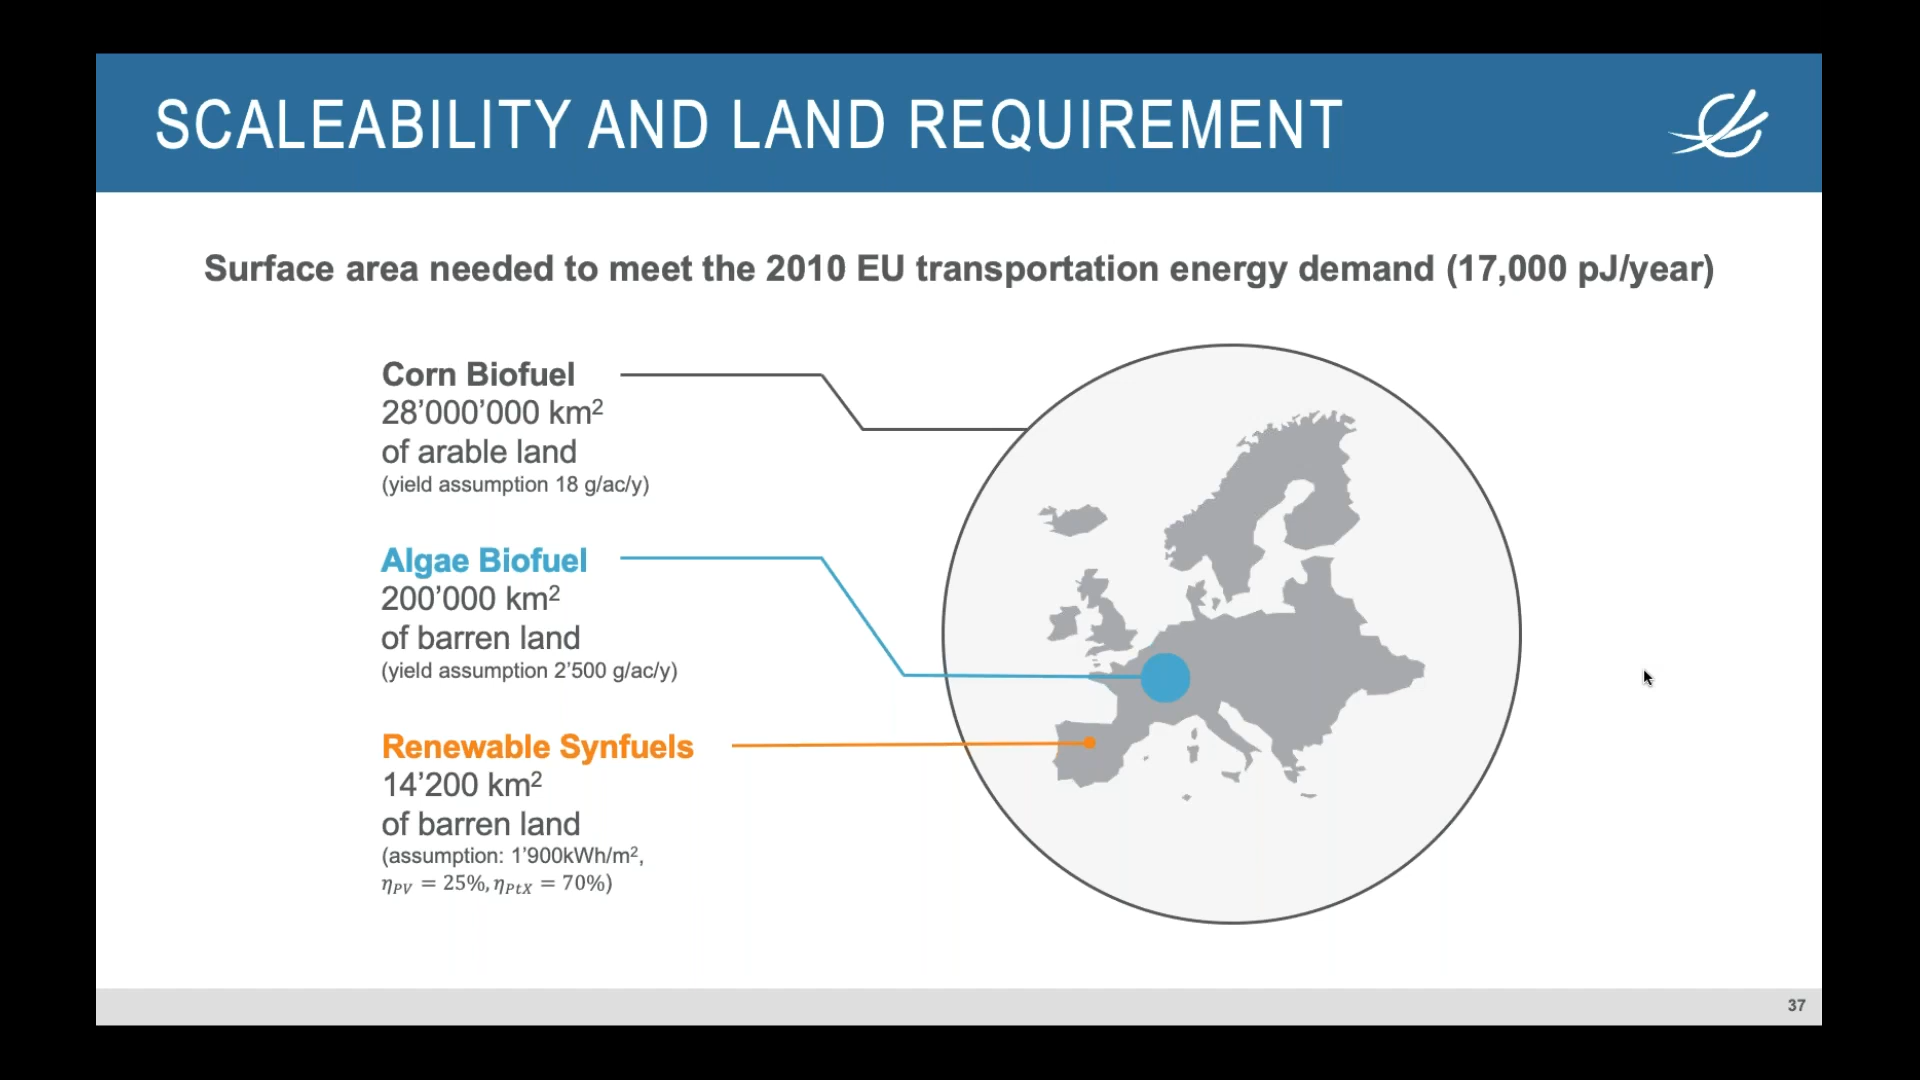 SCALEABILITY AND LAND REQUIREMENT
Surface area needed to meet the 2010 EU transportation energy demand (17,000 pJ/year)
Corn Biofuel
28’000’000 km²
of arable land
(yield assumption 18 g/ac/y)
Algae Biofuel
200’000 km²
of barren land
(yield assumption 2’500 g/ac/y)
Renewable Synfuels
14’200 km²
of barren land
(assumption: 1’900kWh/m²,
η_PV = 25%, η_PtX = 70%)
37